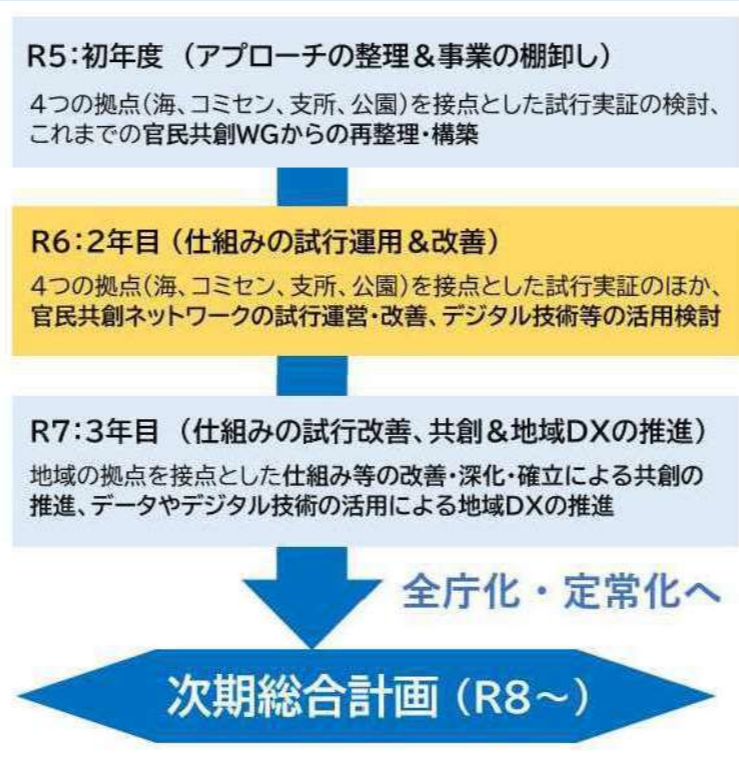 R5:初年度 (アプローチの整理&事業の棚卸し)
4つの拠点(海、コミセン、支所、公園)を接点とした試行実証の検討、
これまでの官民共創WGからの再整理・構築
R6:2年目(仕組みの試行運用&改善)
4つの拠点(海、コミセン、支所、公園)を接点とした試行実証のほか、
官民共創ネットワークの試行運営・改善、デジタル技術等の活用検討
R7:3年目 (仕組みの試行改善、共創&地域DXの推進)
地域の拠点を接点とした仕組み等の改善・深化・確立による共創の
推進、データやデジタル技術の活用による地域DXの推進
全庁化・定常化へ
次期総合計画(R8～)